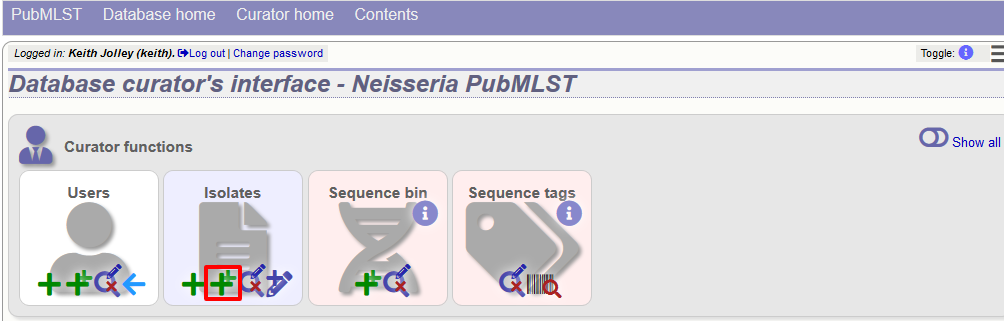 PubMLST Database home Curator home Contents
Logged in: Keith Jolley (keith). Log out | Change password Toggle: i
Database curator's interface - Neisseria PubMLST
Curator functions Show all
Users Isolates Sequence bin Sequence tags
i i